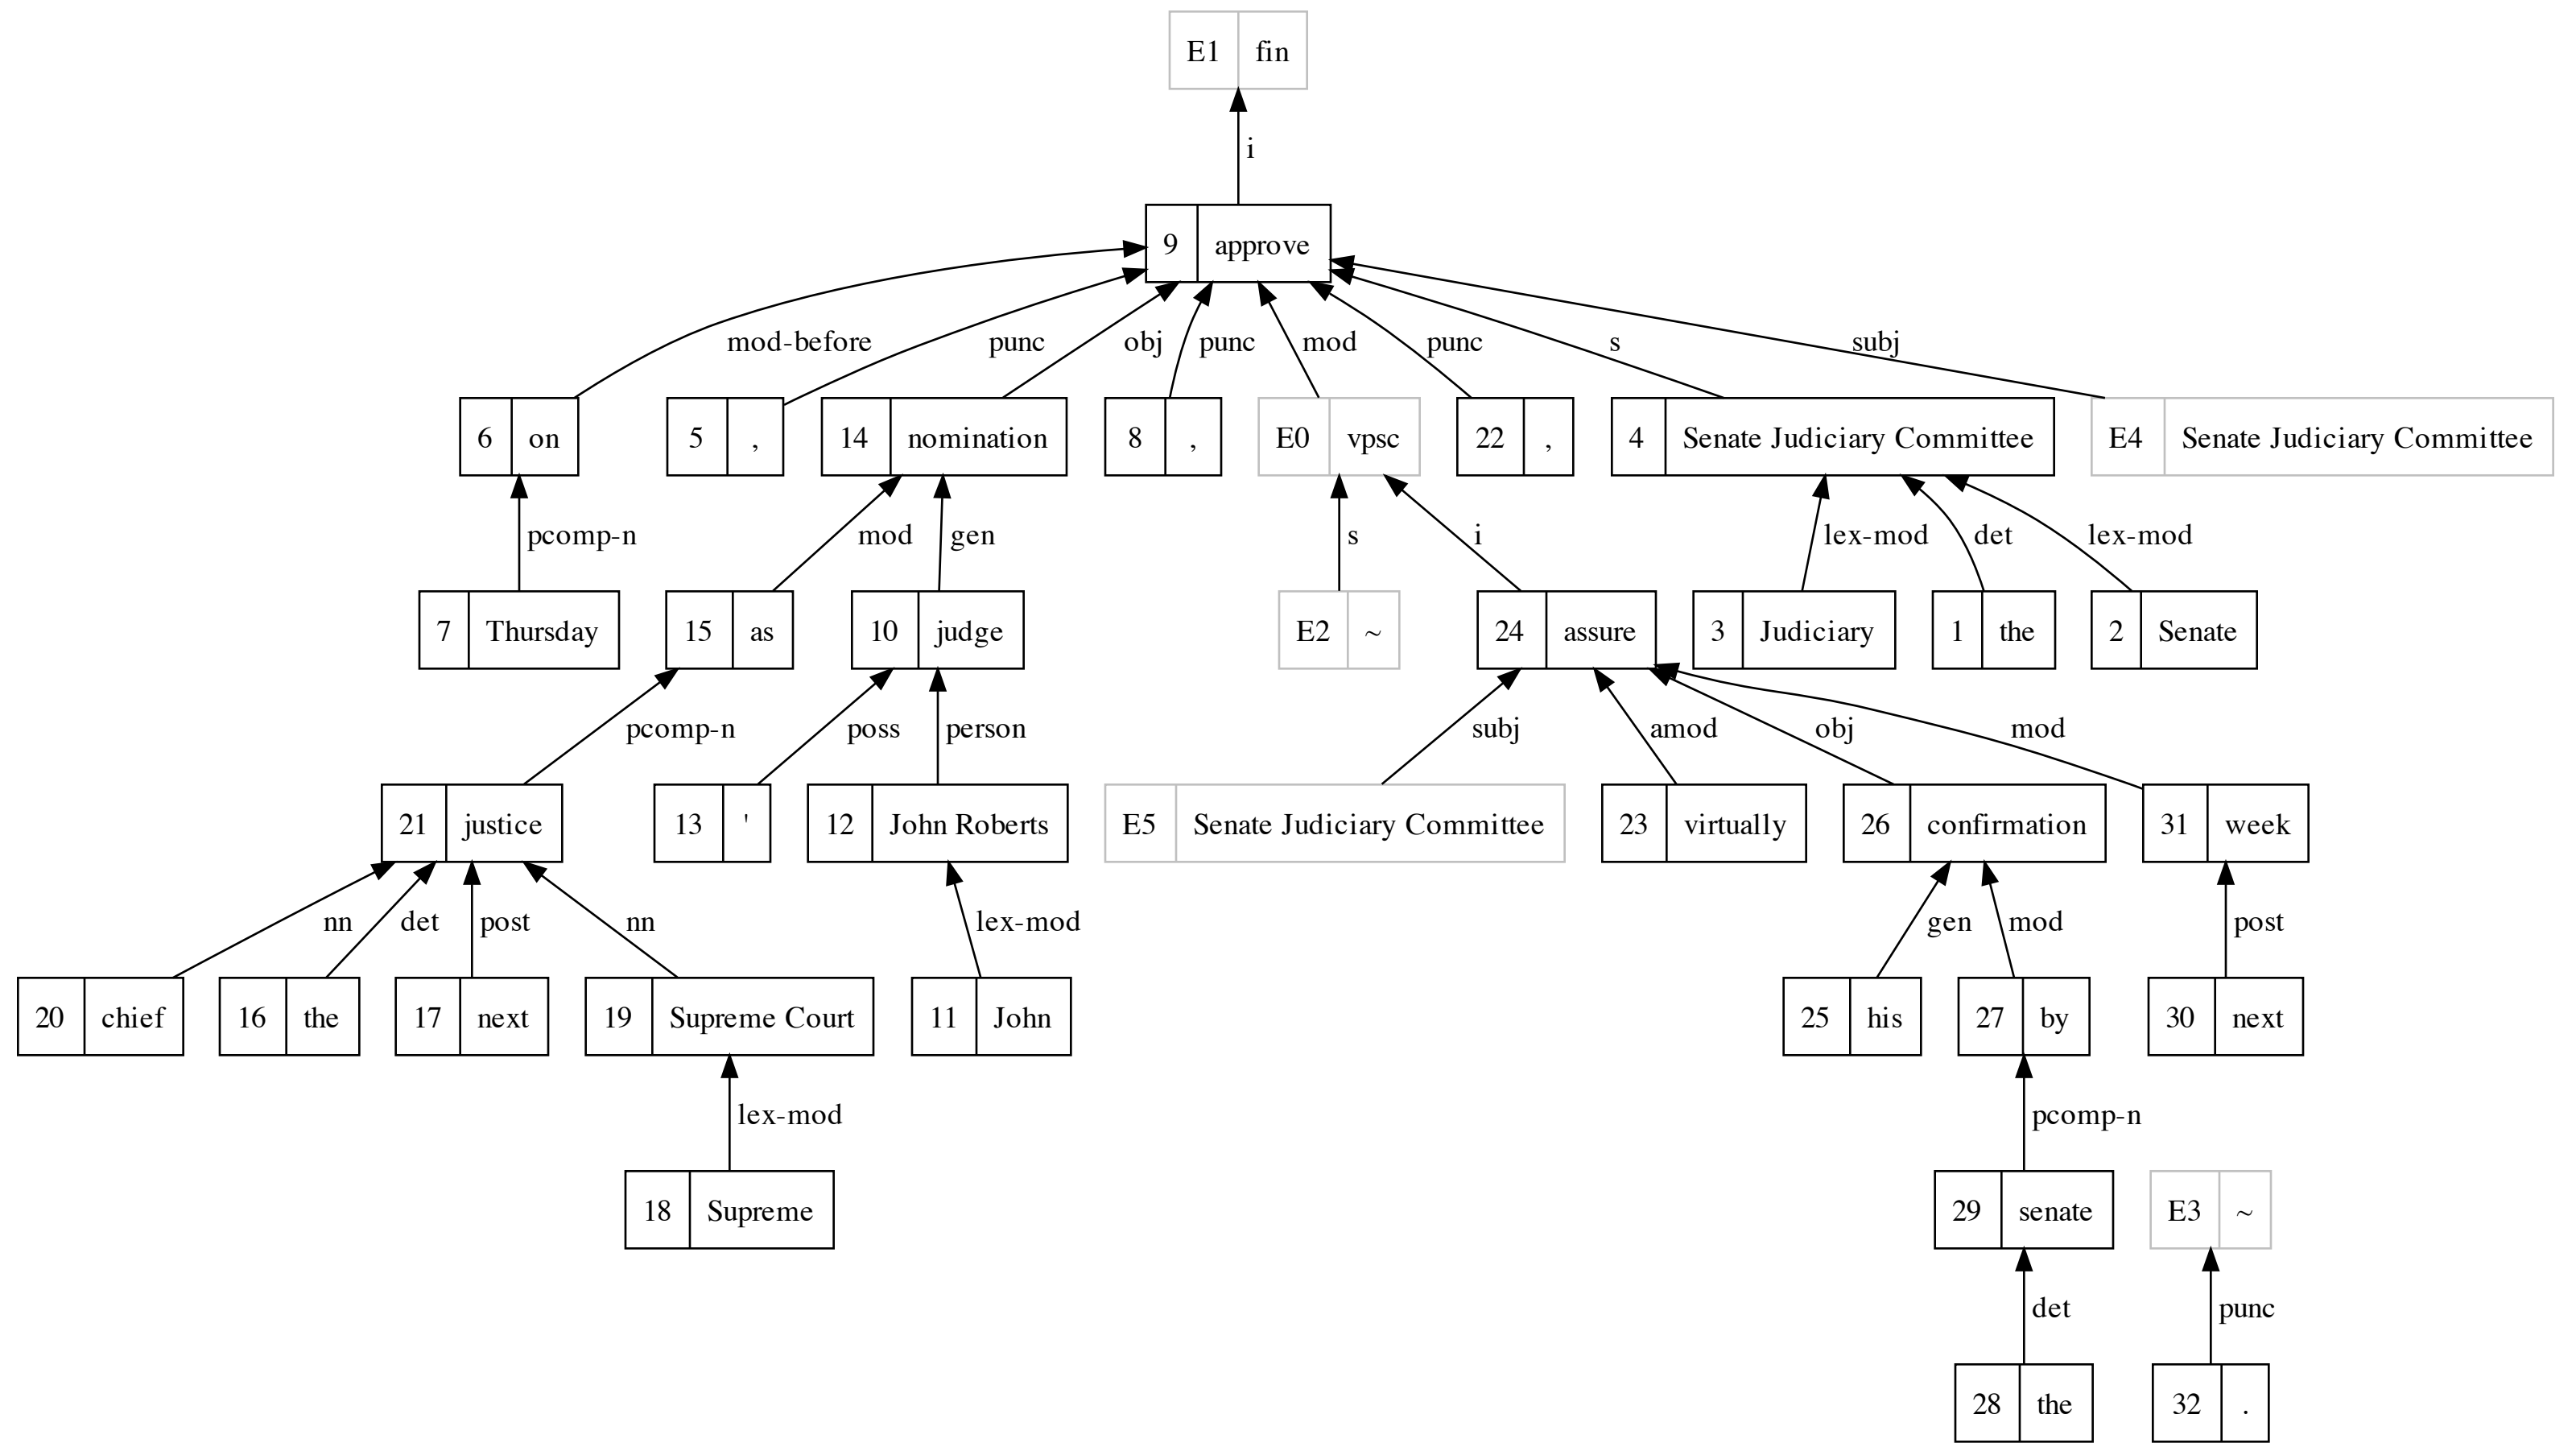 E1 fin
i
9 approve
mod-before punc obj punc mod punc s subj
6 on 5 , 14 nomination 8 , E0 vpsc 22 , 4 Senate Judiciary Committee E4 Senate Judiciary Committee
pcomp-n mod gen s i lex-mod det lex-mod
7 Thursday 15 as 10 judge E2 ~ 24 assure 3 Judiciary 1 the 2 Senate
pcomp-n poss person subj amod obj mod
21 justice 13 ' 12 John Roberts E5 Senate Judiciary Committee 23 virtually 26 confirmation 31 week
nn det post nn lex-mod gen mod post
20 chief 16 the 17 next 19 Supreme Court 11 John 25 his 27 by 30 next
lex-mod pcomp-n
18 Supreme 29 senate E3 ~
det punc
28 the 32 .